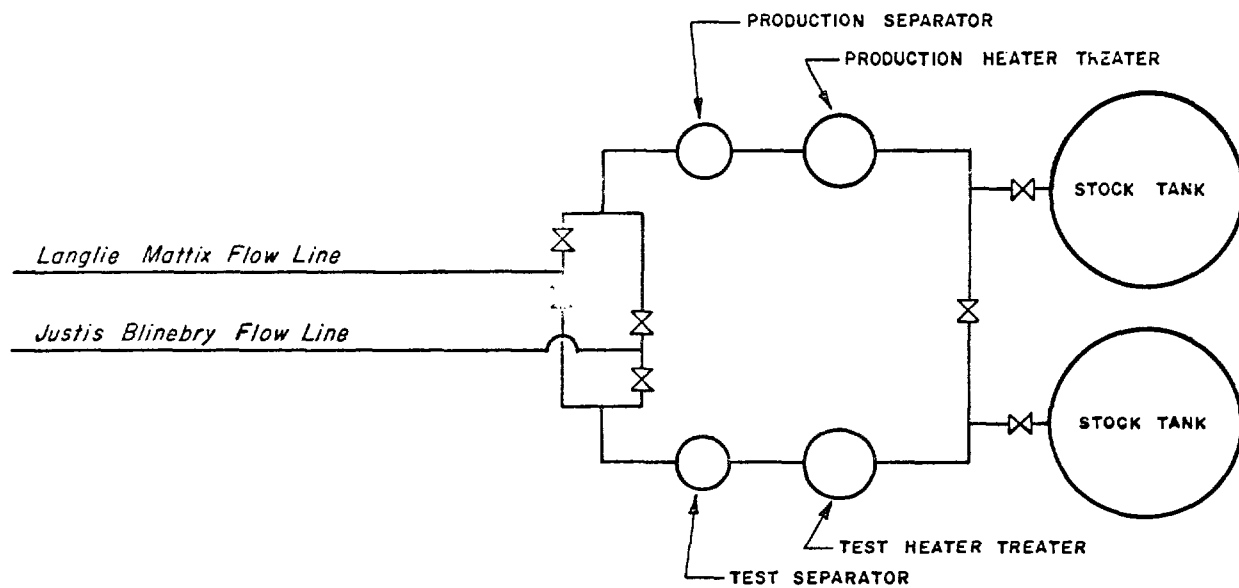 PRODUCTION SEPARATOR
PRODUCTION HEATER TREATER
STOCK TANK
Langlie Mattix Flow Line
Justis Blinebry Flow Line
STOCK TANK
TEST HEATER TREATER
TEST SEPARATOR